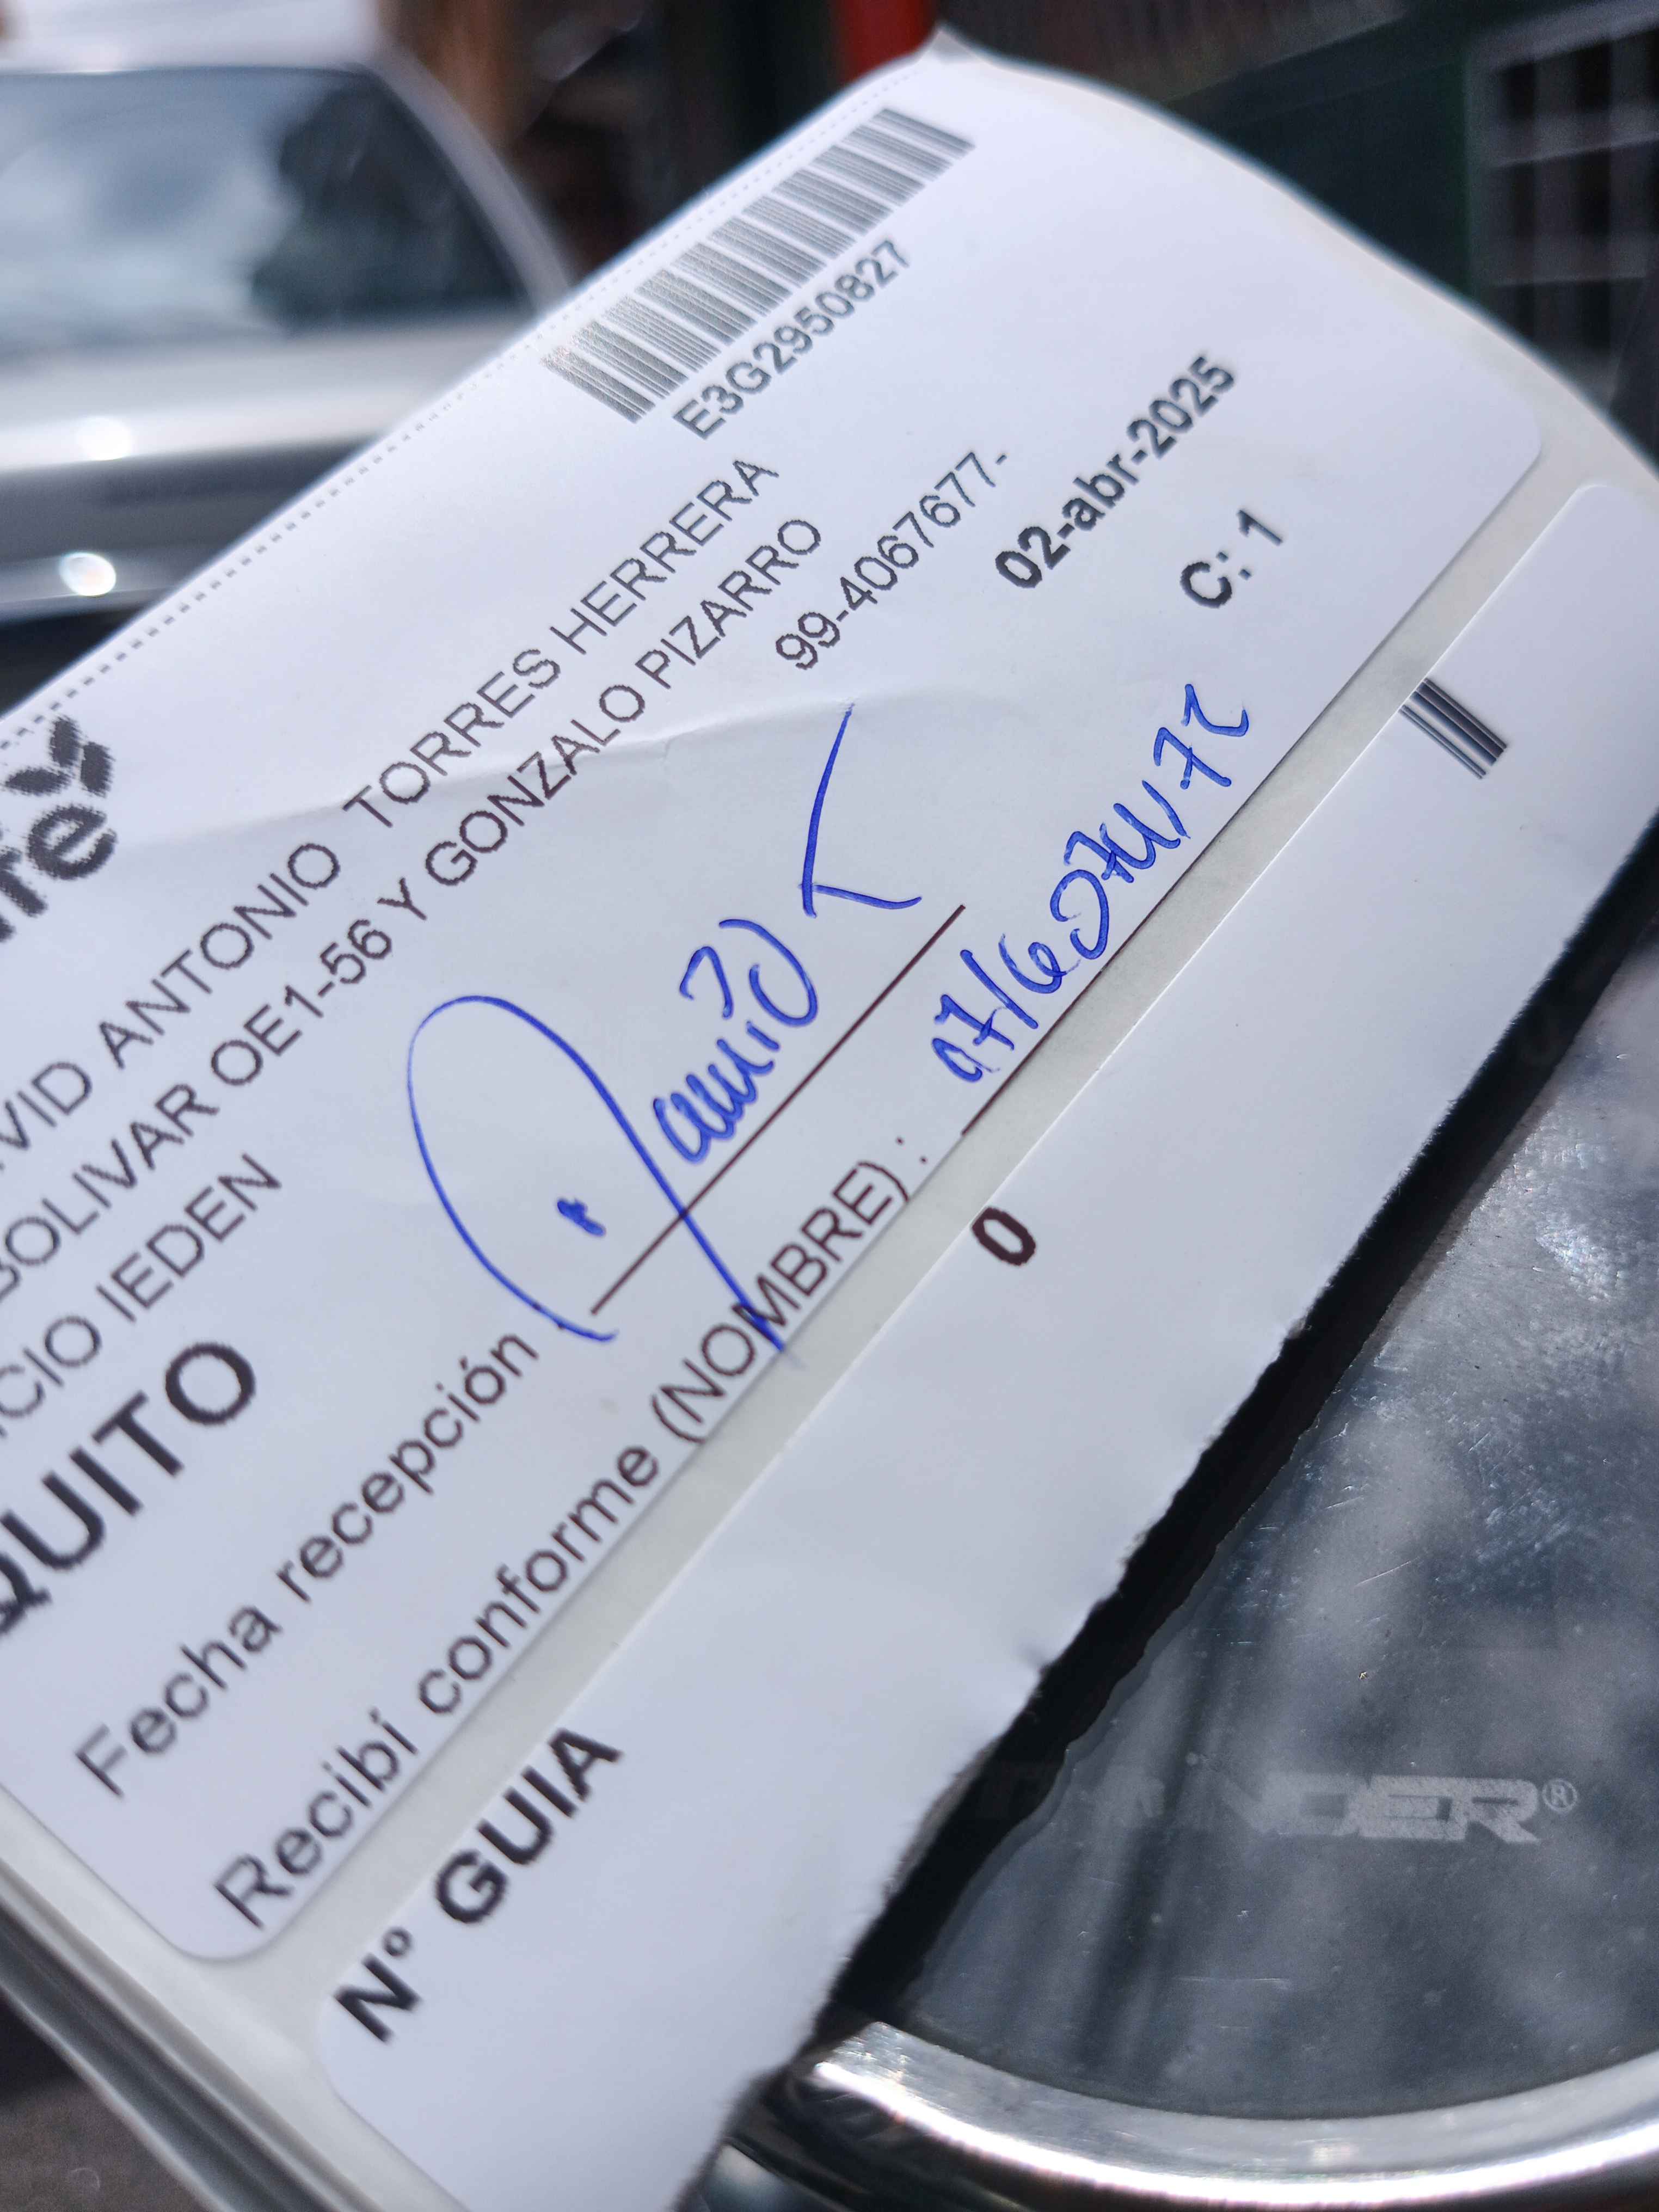 E3G2950827
VID ANTONIO TORRES HERRERA
BOLIVAR OE1-56 Y GONZALO PIZARRO
CIO IEDEN
99-4067677-
QUITO
02-abr-2025
C: 1
Fecha recepción
Recibí conforme (NOMBRE) :
Nº GUIA
0